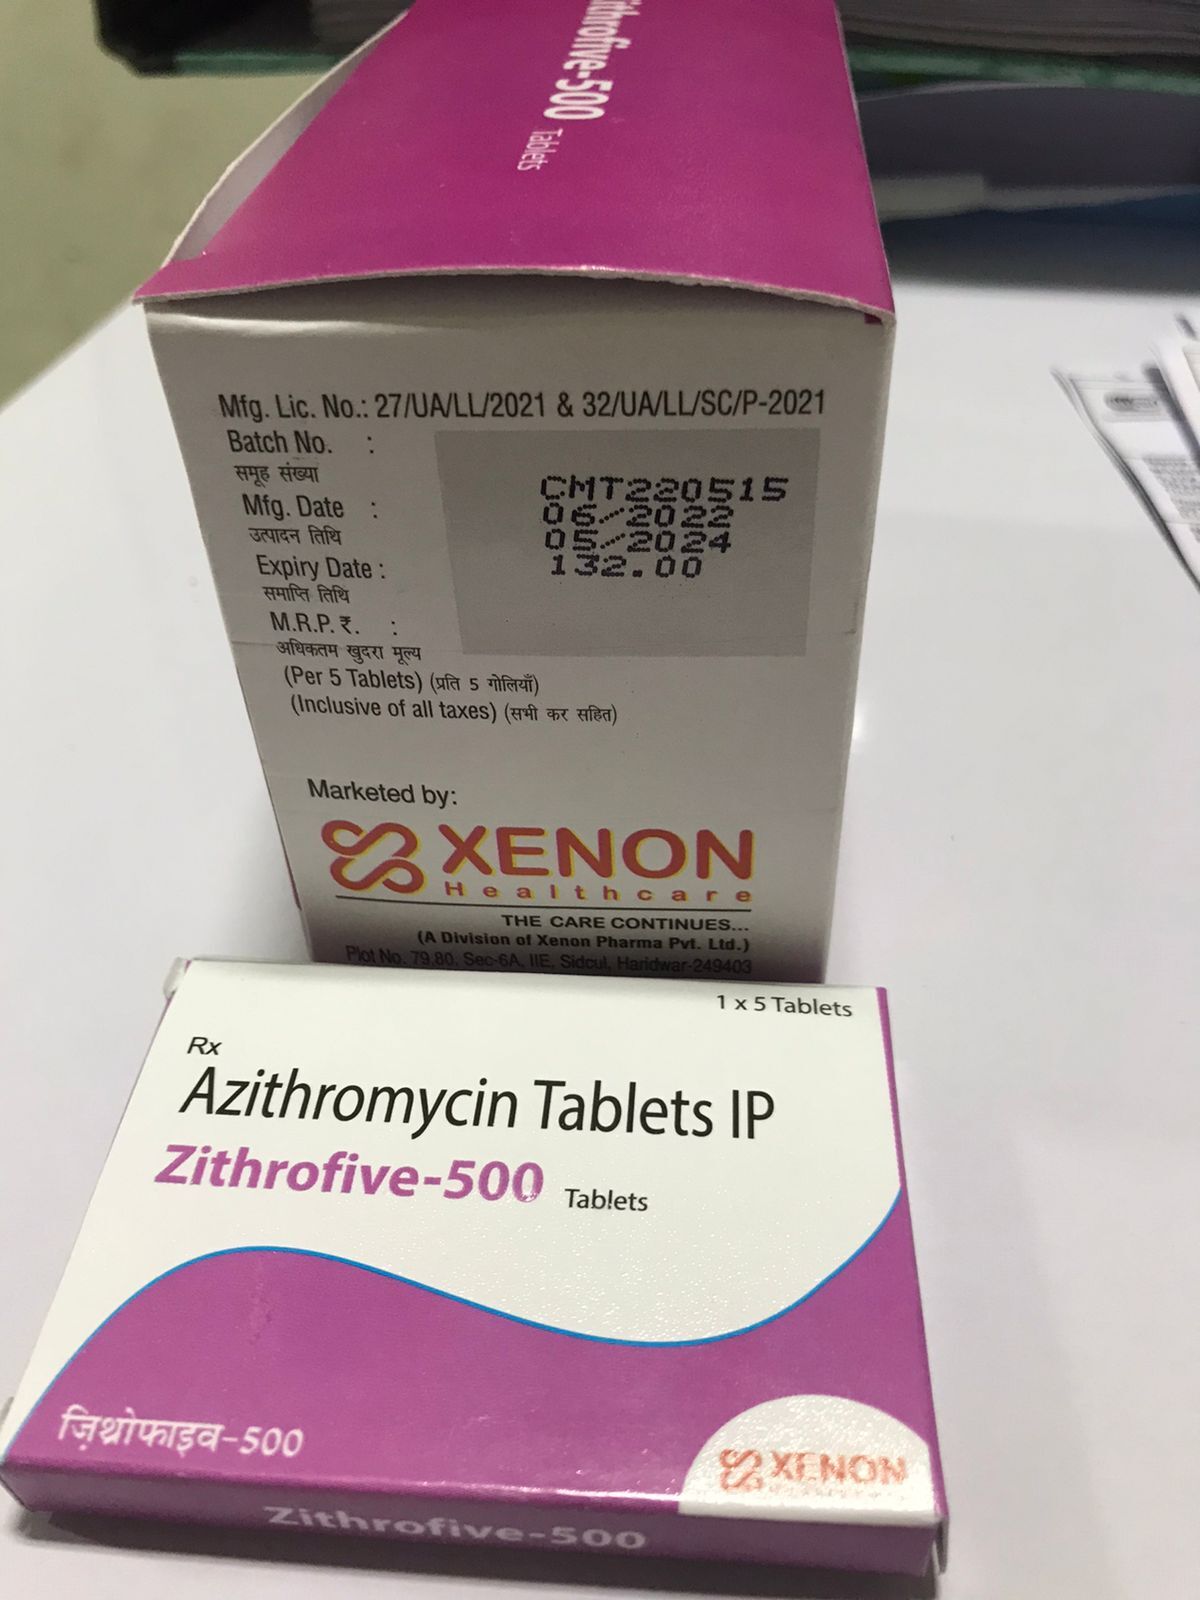 Zithrofive-500 Tablets
Mfg. Lic. No.: 27/UA/LL/2021 & 32/UA/LL/SC/P-2021
Batch No. :
समूह संख्या
CMT220515
Mfg. Date :
06/2022
उत्पादन तिथि
05/2024
Expiry Date :
132.00
समाप्ति तिथि
M.R.P. ₹. :
अधिकतम खुदरा मूल्य
(Per 5 Tablets) (प्रति 5 गोलियाँ)
(Inclusive of all taxes) (सभी कर सहित)
Marketed by:
XENON
Healthcare
THE CARE CONTINUES...
(A Division of Xenon Pharma Pvt. Ltd.)
Plot No. 79,80, Sec-6A, IIE, Sidcul, Haridwar-249403
1 x 5 Tablets
Rx
Azithromycin Tablets IP
Zithrofive-500 Tablets
ज़िथ्रोफाइव-500
XENON
Zithrofive-500